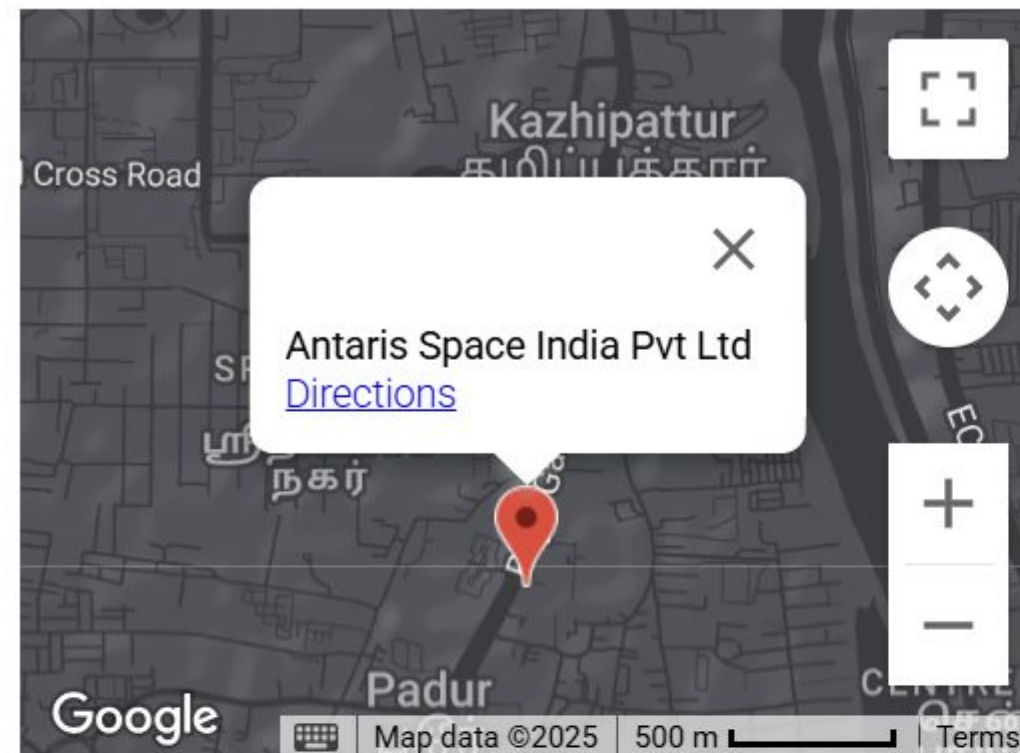 Kazhipattur
Cross Road
Antaris Space India Pvt Ltd
Directions
நகர்
Padur
Google
Map data ©2025
500 m
Terms